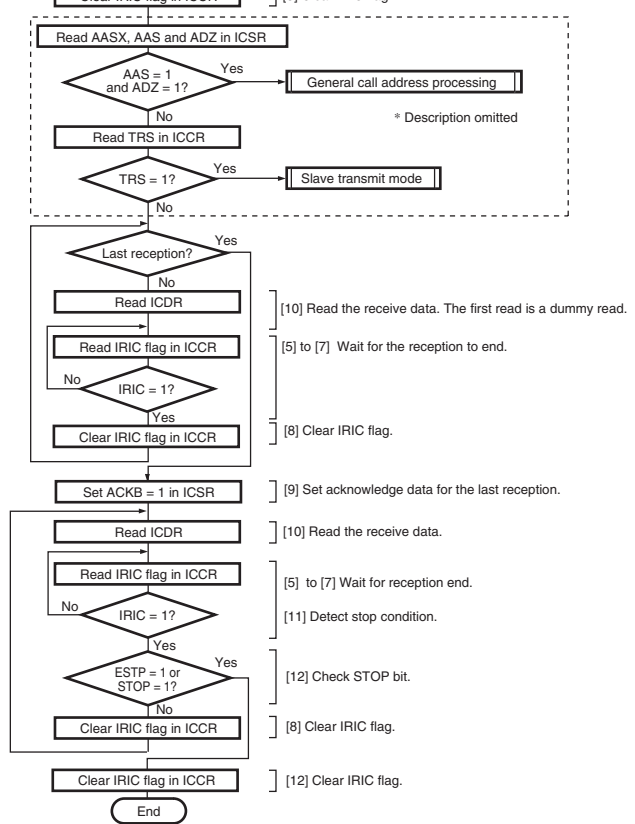 Read AASX, AAS and ADZ in ICSR
AAS = 1
and ADZ = 1?
Yes
General call address processing
No
* Description omitted
Read TRS in ICCR
TRS = 1?
Yes
Slave transmit mode
No
Last reception?
Yes
No
Read ICDR
[10] Read the receive data. The first read is a dummy read.
Read IRIC flag in ICCR
[5] to [7] Wait for the reception to end.
No
IRIC = 1?
Yes
Clear IRIC flag in ICCR
[8] Clear IRIC flag.
Set ACKB = 1 in ICSR
[9] Set acknowledge data for the last reception.
Read ICDR
[10] Read the receive data.
Read IRIC flag in ICCR
[5] to [7] Wait for reception end.
No
IRIC = 1?
[11] Detect stop condition.
Yes
ESTP = 1 or
STOP = 1?
Yes
[12] Check STOP bit.
No
Clear IRIC flag in ICCR
[8] Clear IRIC flag.
Clear IRIC flag in ICCR
[12] Clear IRIC flag.
End